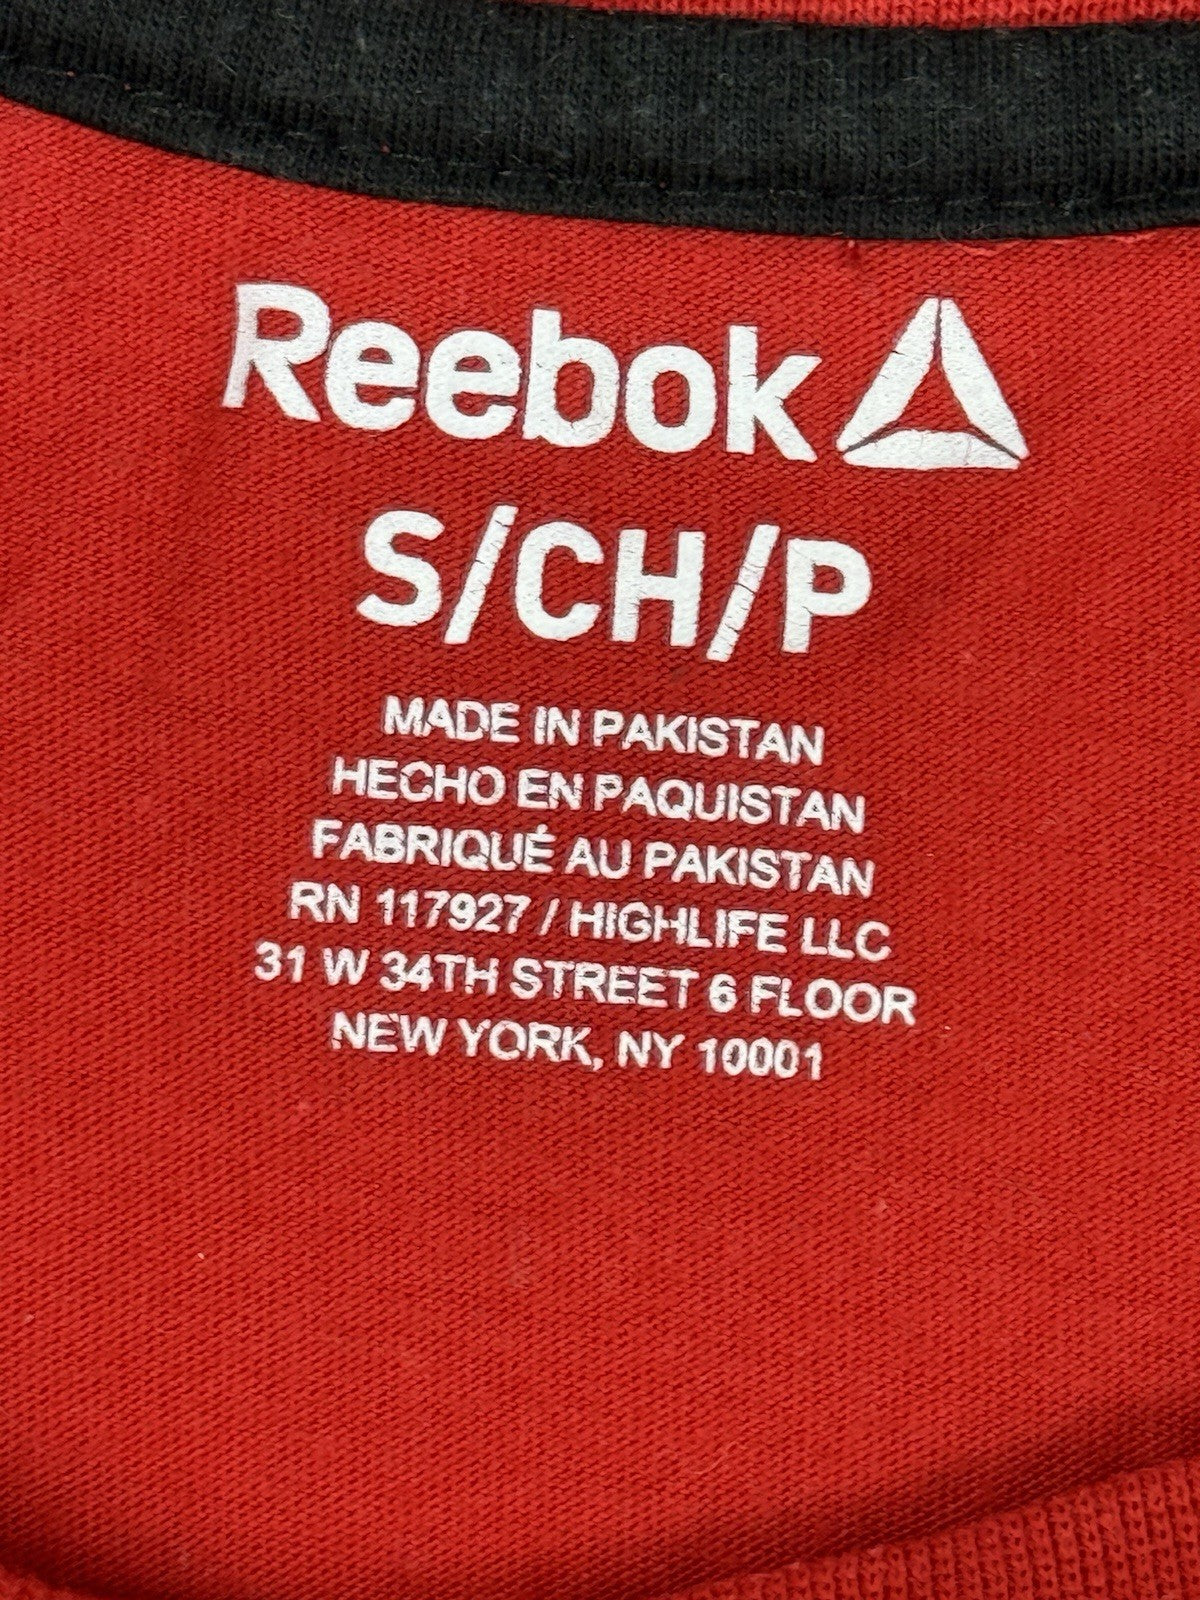 Reebok
S/CH/P
MADE IN PAKISTAN
HECHO EN PAQUISTAN
FABRIQUÉ AU PAKISTAN
RN 117927 / HIGHLIFE LLC
31 W 34TH STREET 6 FLOOR
NEW YORK, NY 10001